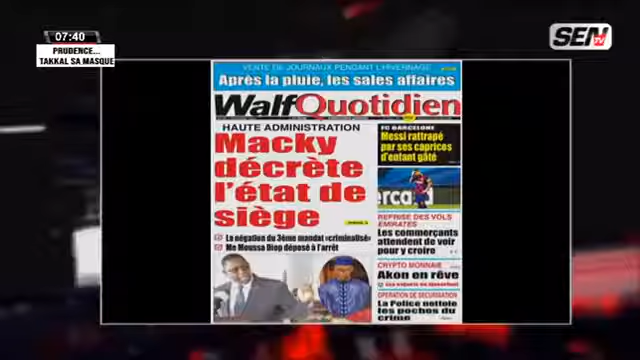 07:40
PRUDENCE...
TAKKAL SA MASQUE
SEN TV
VENTE DE JOURNAUX PENDANT L'HIVERNAGE
Après la pluie, les sales affaires
WalfQuotidien
HAUTE ADMINISTRATION
Macky
décrète
l'état de
siège
La négation du 3ème mandat «criminalisé»
Me Moussa Diop déposé à l'arrêt
FC BARCELONE
Messi rattrapé
par ses caprices
d'enfant gâté
REPRISE DES VOLS
EMIRATES
Les commerçants
attendent de voir
pour y croire
CRYPTO MONNAIE
Akon en rêve
OPERATION DE SECURISATION
La Police nettoie
les poches du
crime